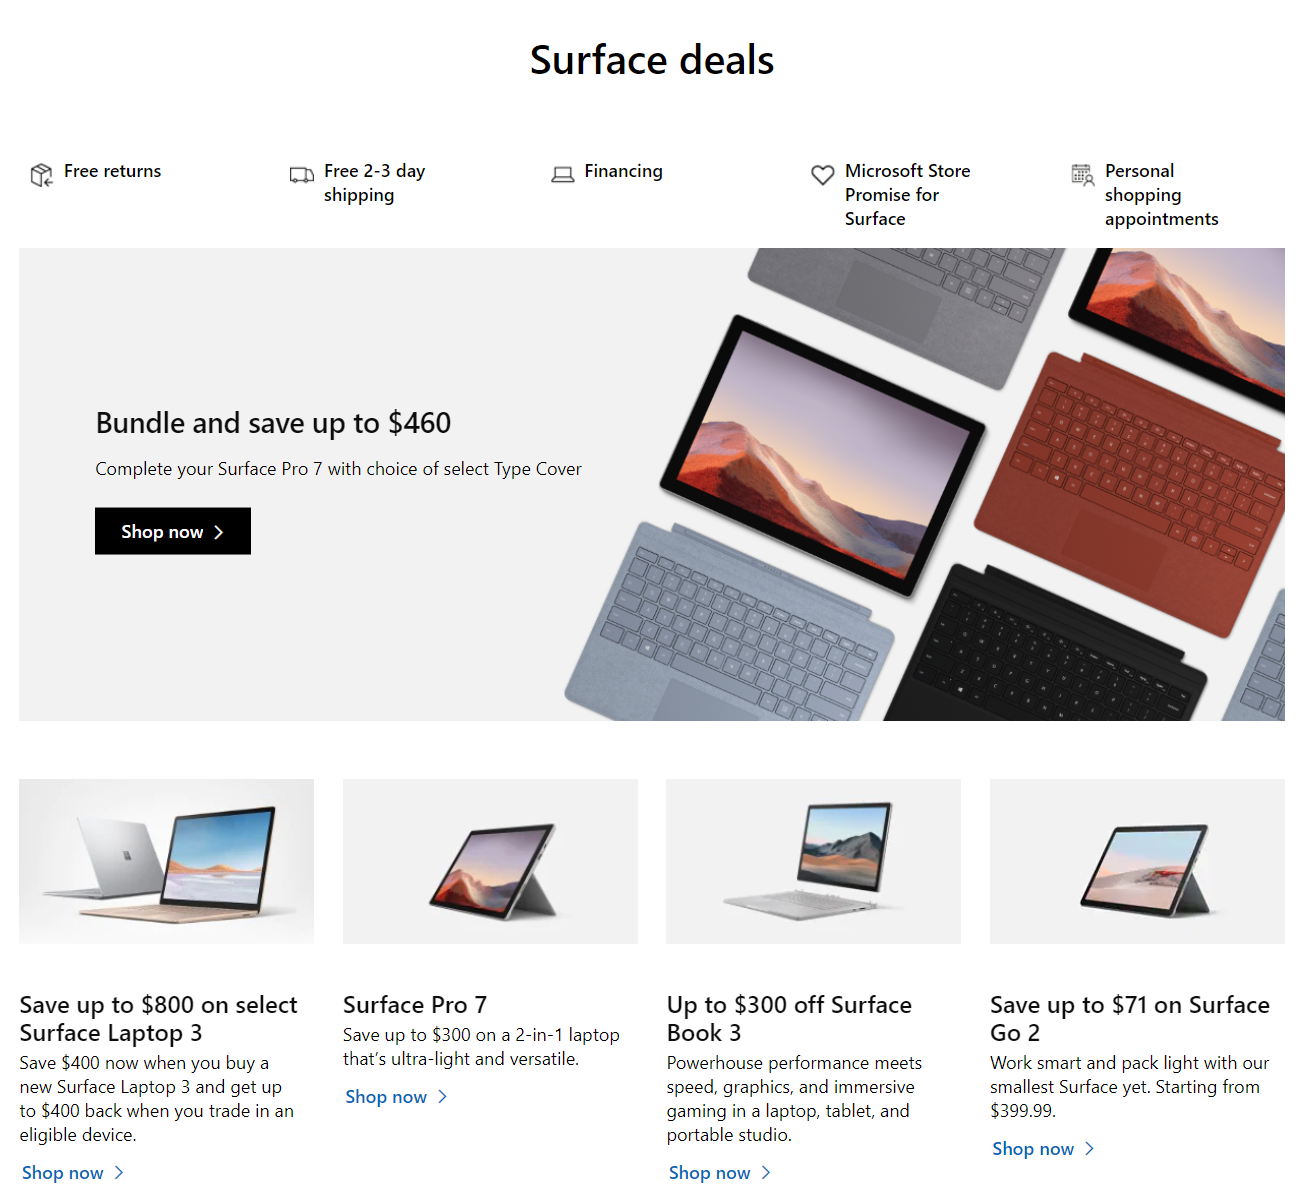 Surface deals
Free returns
Free 2-3 day
shipping
Financing
Microsoft Store
Promise for
Surface
Personal
shopping
appointments
Bundle and save up to $460
Complete your Surface Pro 7 with choice of select Type Cover
Shop now
Save up to $800 on select
Surface Laptop 3
Save $400 now when you buy a
new Surface Laptop 3 and get up
to $400 back when you trade in an
eligible device.
Shop now
Surface Pro 7
Save up to $300 on a 2-in-1 laptop
that’s ultra-light and versatile.
Shop now
Up to $300 off Surface
Book 3
Powerhouse performance meets
speed, graphics, and immersive
gaming in a laptop, tablet, and
portable studio.
Shop now
Save up to $71 on Surface
Go 2
Work smart and pack light with our
smallest Surface yet. Starting from
$399.99.
Shop now